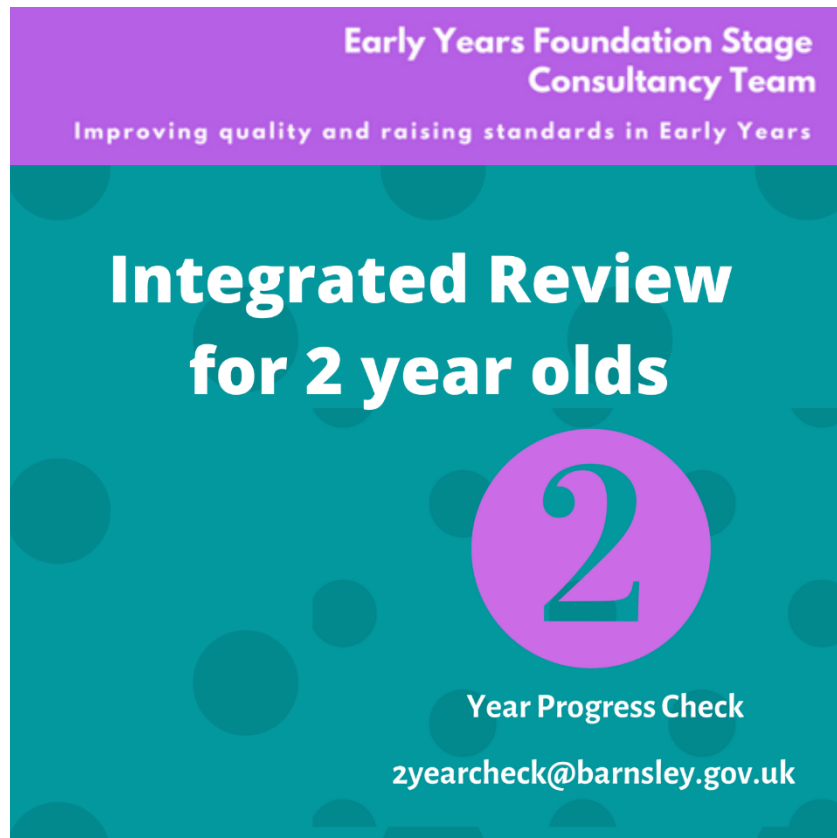 Early Years Foundation Stage
Consultancy Team
Improving quality and raising standards in Early Years
Integrated Review
for 2 year olds
2
Year Progress Check
2yearcheck@barnsley.gov.uk